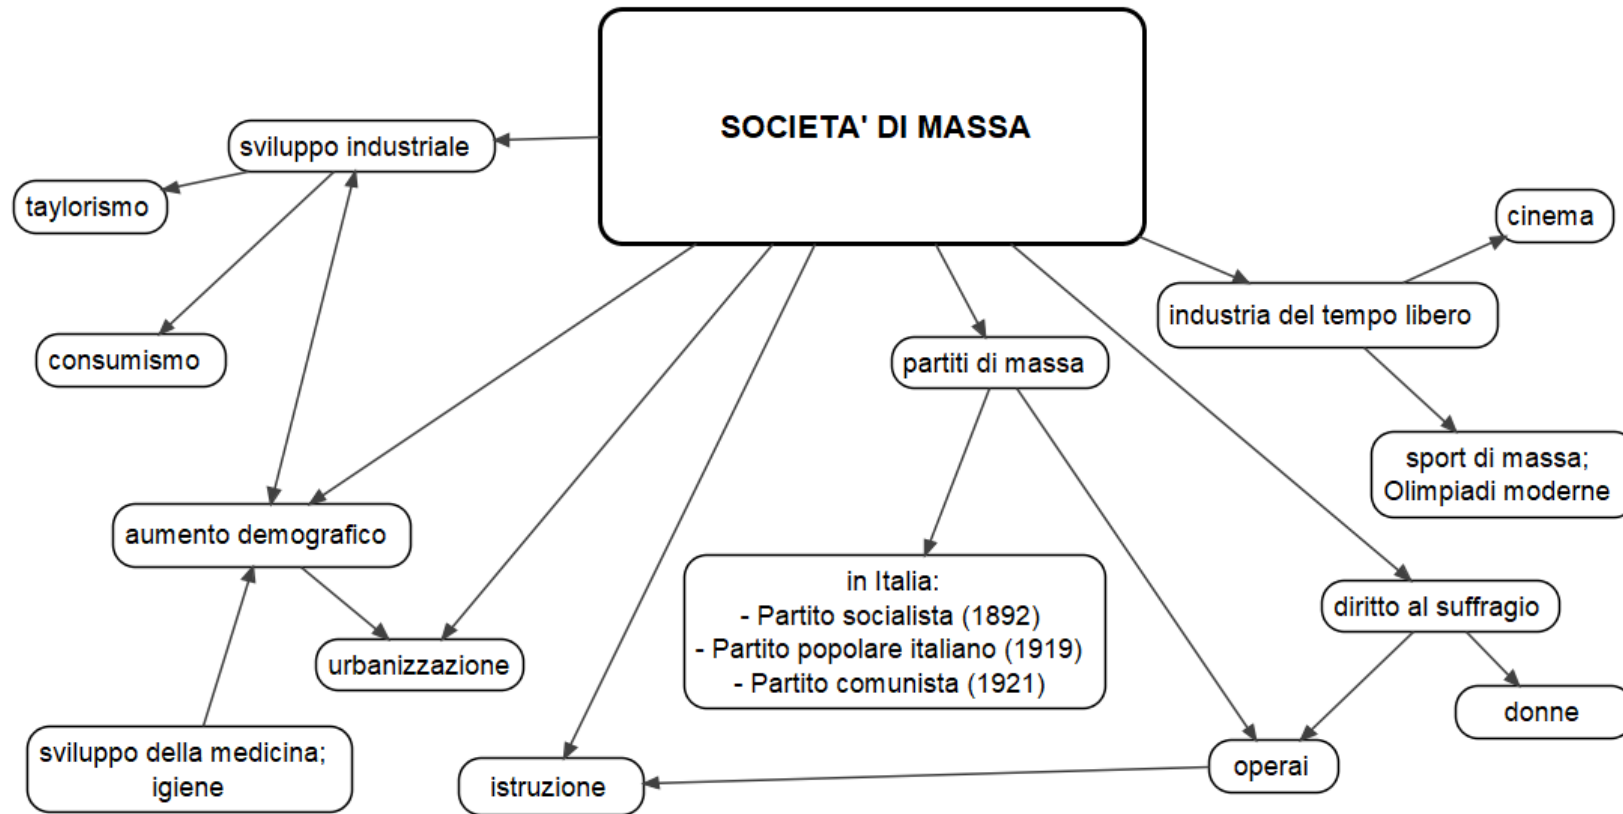 SOCIETA' DI MASSA
sviluppo industriale
taylorismo
cinema
industria del tempo libero
consumismo
partiti di massa
sport di massa;
Olimpiadi moderne
aumento demografico
in Italia:
- Partito socialista (1892)
- Partito popolare italiano (1919)
- Partito comunista (1921)
diritto al suffragio
urbanizzazione
donne
sviluppo della medicina;
igiene
istruzione
operai